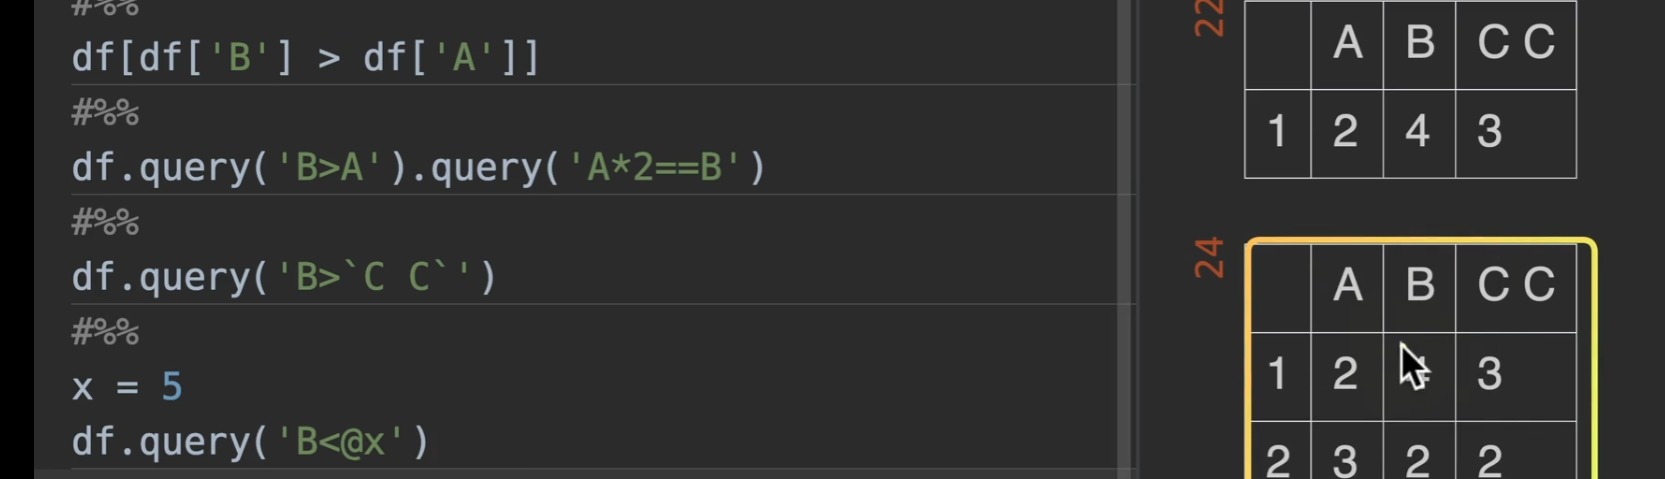 #%%
df[df['B'] > df['A']]
#%%
df.query('B>A').query('A*2==B')
#%%
df.query('B>`C C`')
#%%
x = 5
df.query('B<@x')
22
A B C C
1 2 4 3
24
A B C C
1 2 3
2 3 2 2